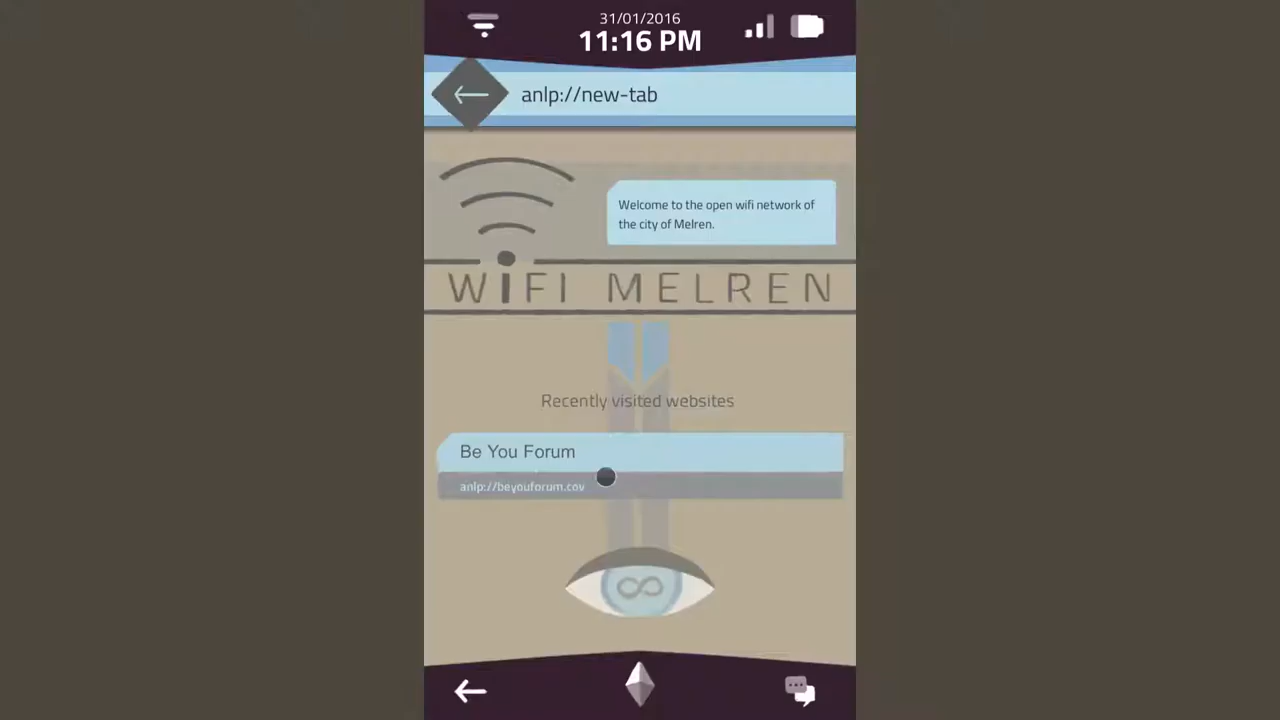 31/01/2016
11:16 PM
anlp://new-tab
Welcome to the open wifi network of
the city of Melren.
WiFI MELREN
Recently visited websites
Be You Forum
anlp://beyouforum.cov